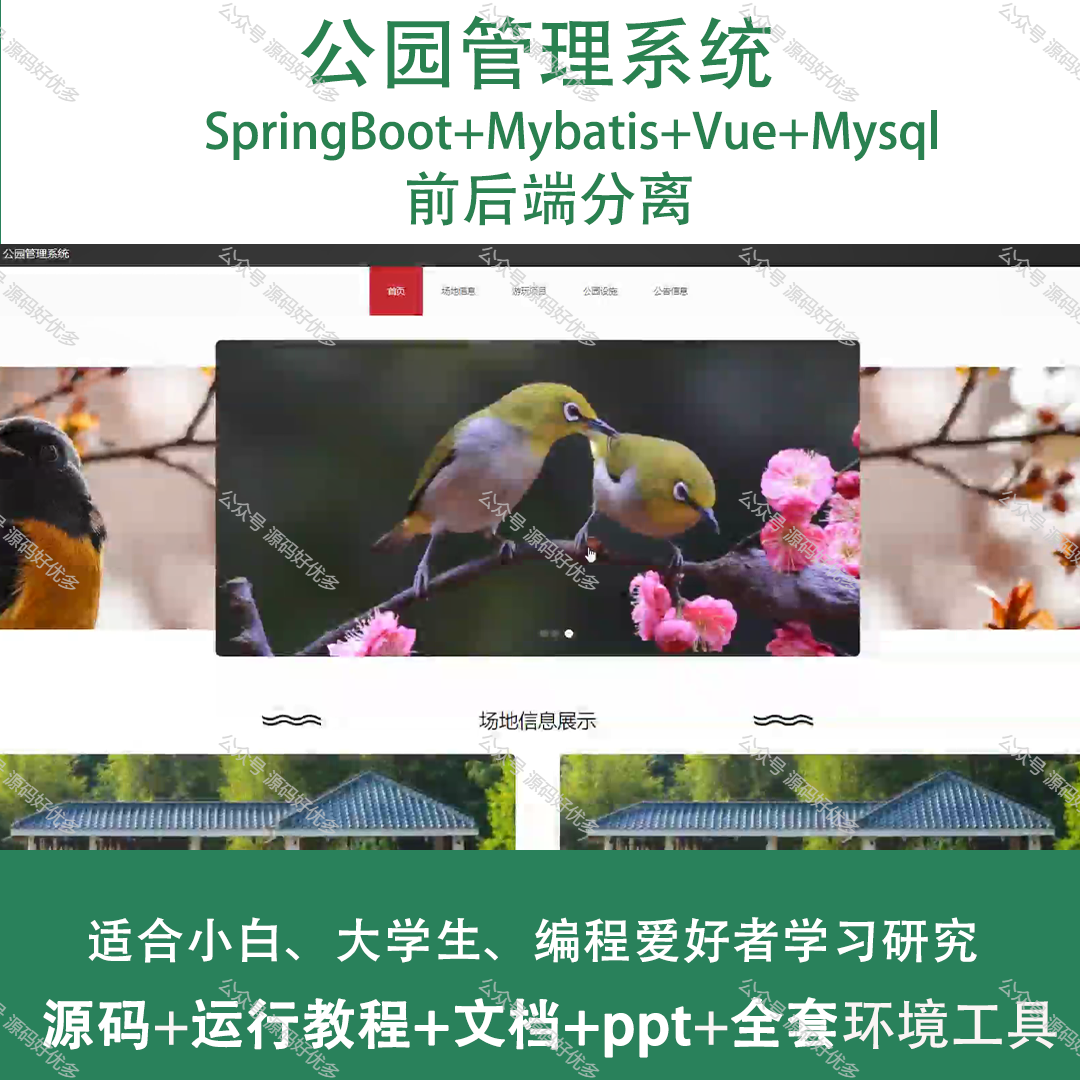 公园管理系统
SpringBoot+Mybatis+Vue+Mysql
前后端分离
公园管理系统
首页 场地信息 游玩项目 公园设施 公告信息
场地信息展示
适合小白、大学生、编程爱好者学习研究
源码+运行教程+文档+ppt+全套环境工具
公众号 源码好优多